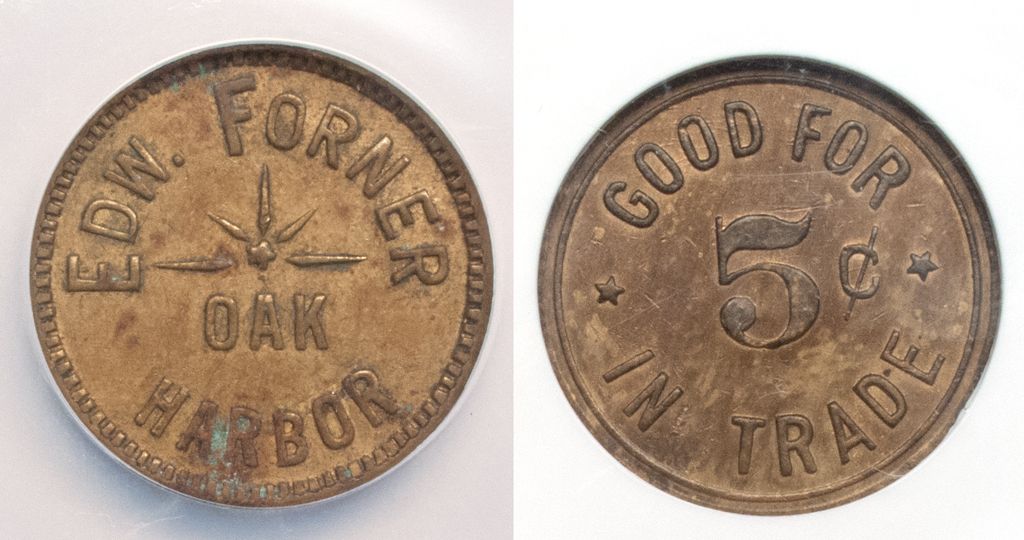 EDW. FORNER
OAK
HARBOR
GOOD FOR
5¢
IN TRADE